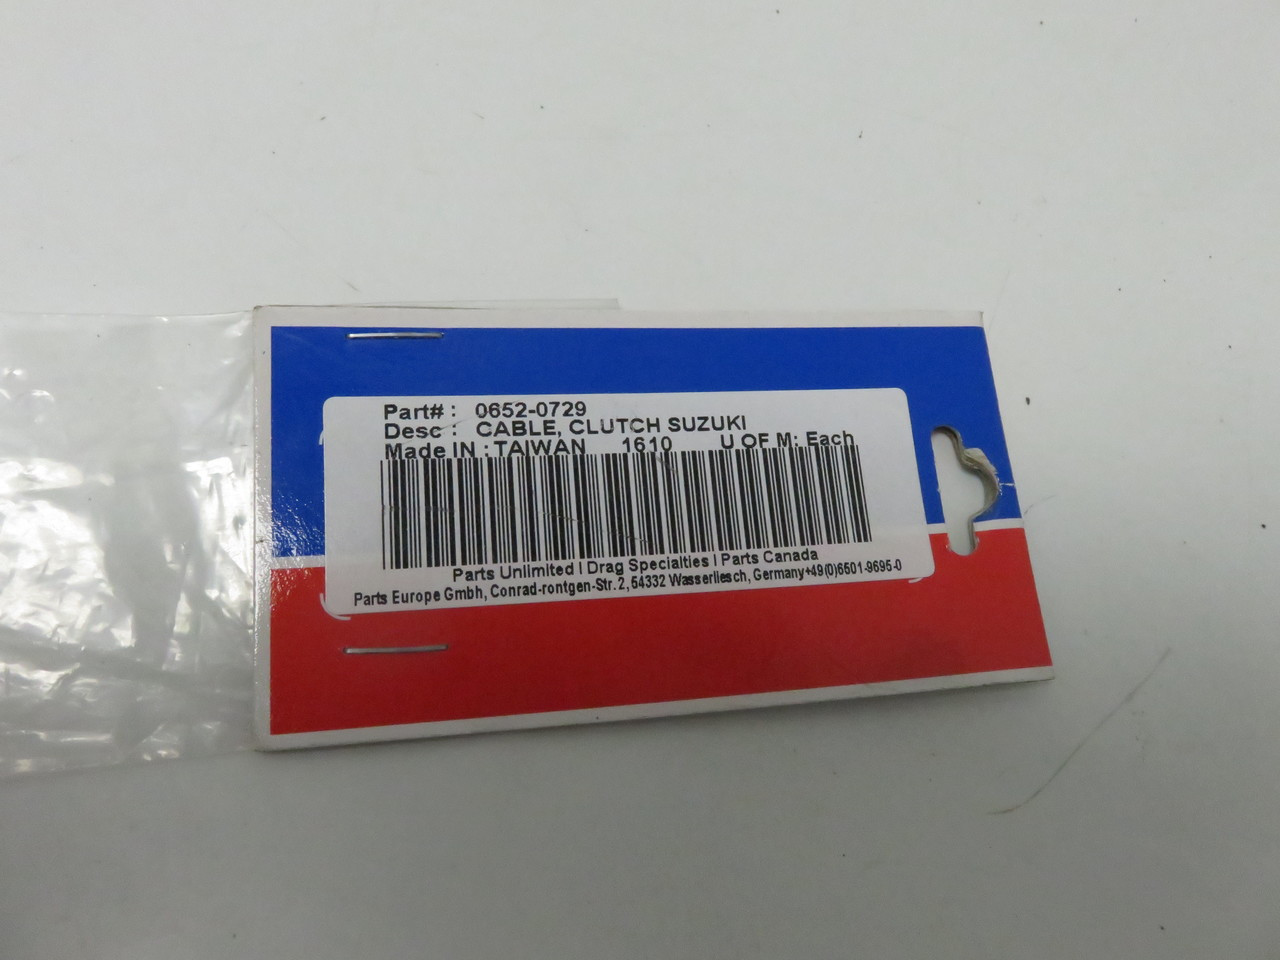 Part# :   0652-0729
Desc :   CABLE, CLUTCH SUZUKI
Made IN : TAIWAN   1610   U OF M: Each
Parts Unlimited | Drag Specialties | Parts Canada
Parts Europe Gmbh, Conrad-rontgen-Str. 2, 54332 Wasserliesch, Germany+49(0)6501-9695-0